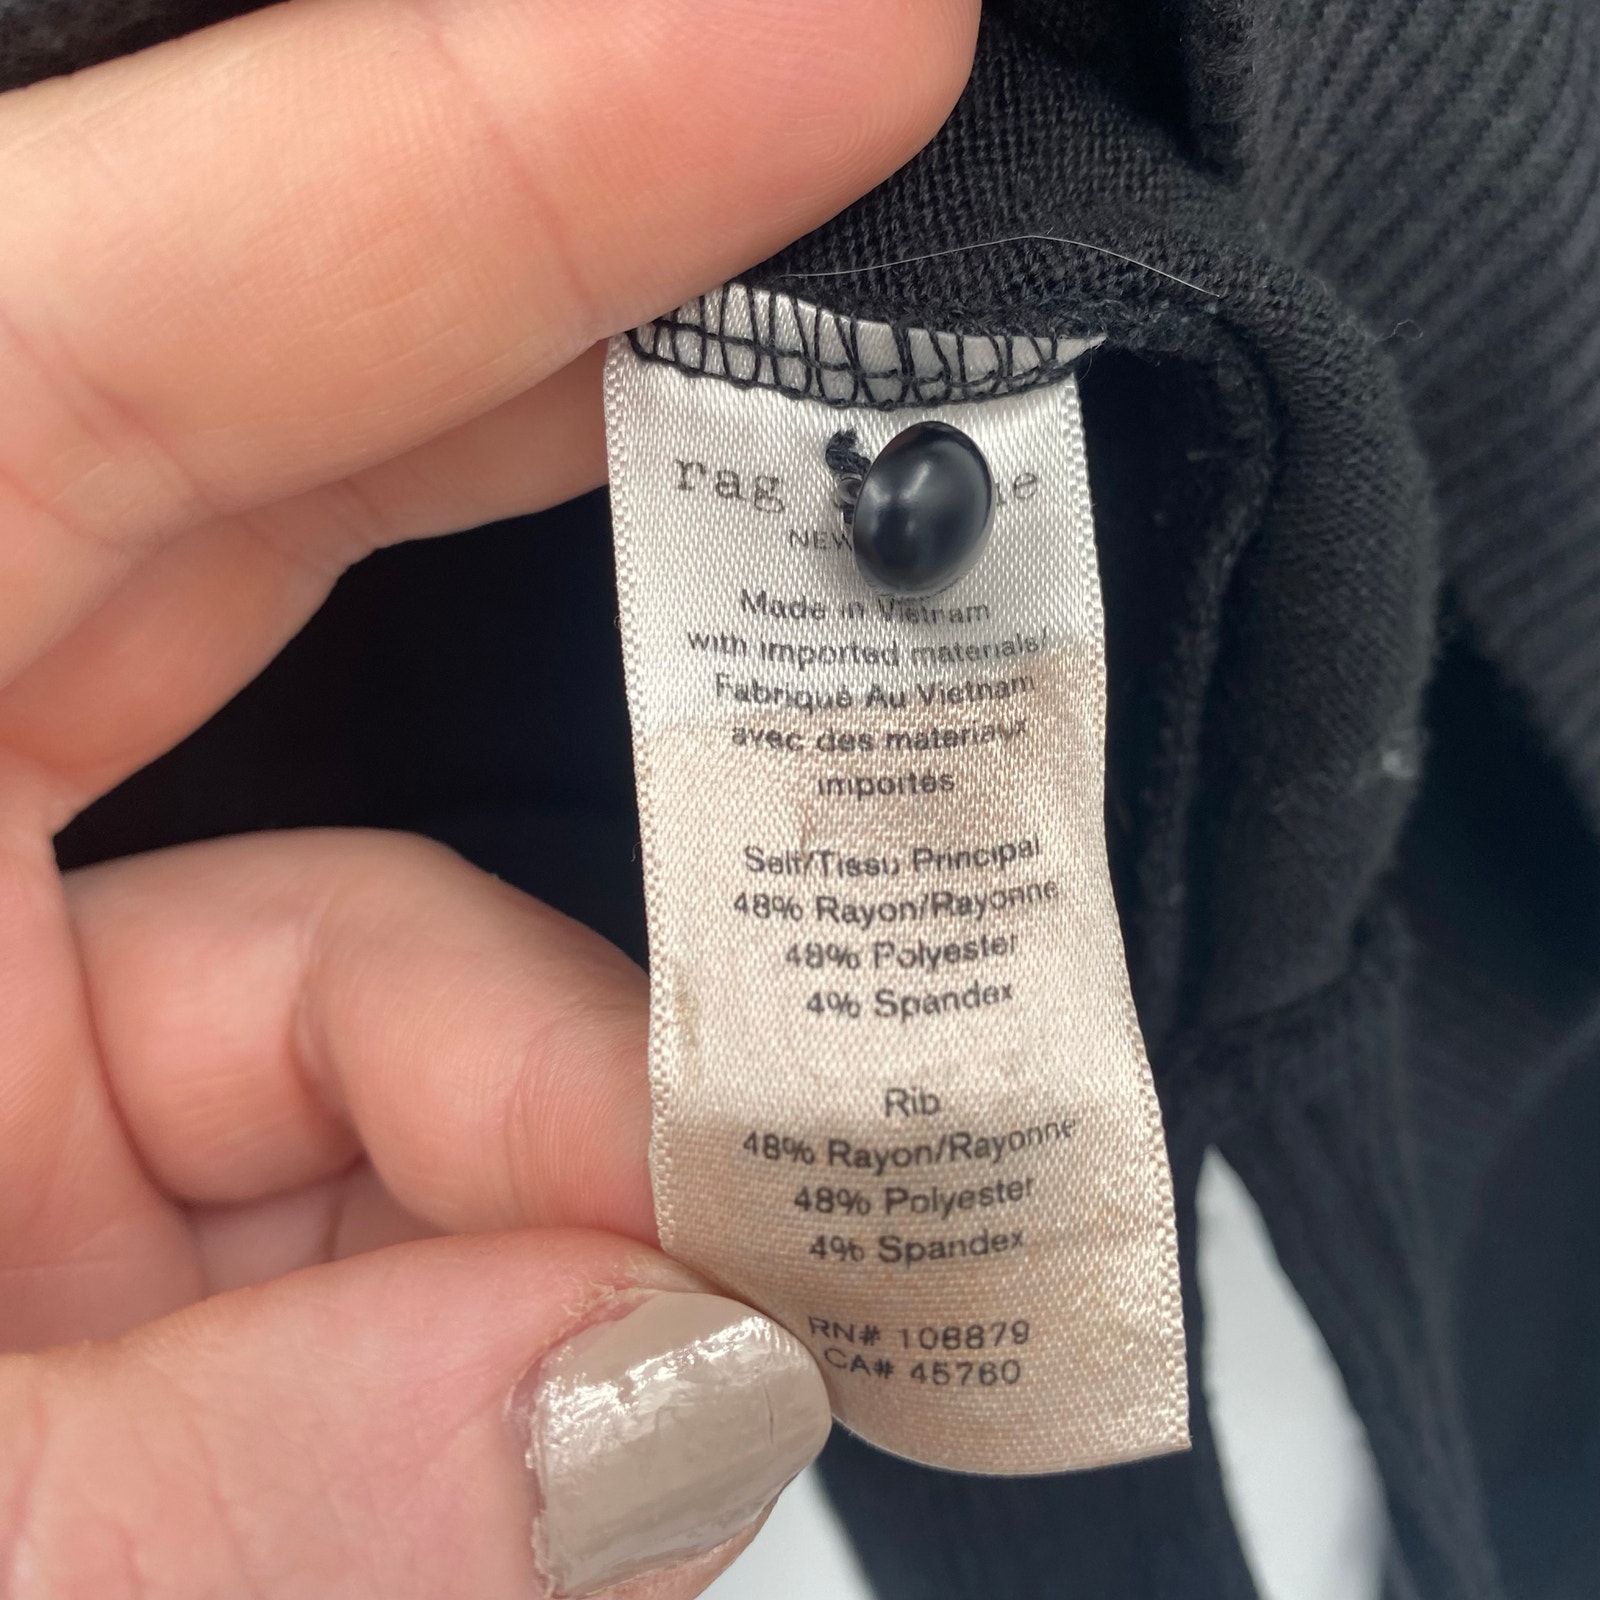 rag
NEW
Made in Vietnam
with imported materials/
Fabriqué Au Vietnam
avec des materiaux
importés
Self/Tissu Principal
48% Rayon/Rayonne
48% Polyester
4% Spandex
Rib
48% Rayon/Rayonne
48% Polyester
4% Spandex
RN# 108879
CA# 45760